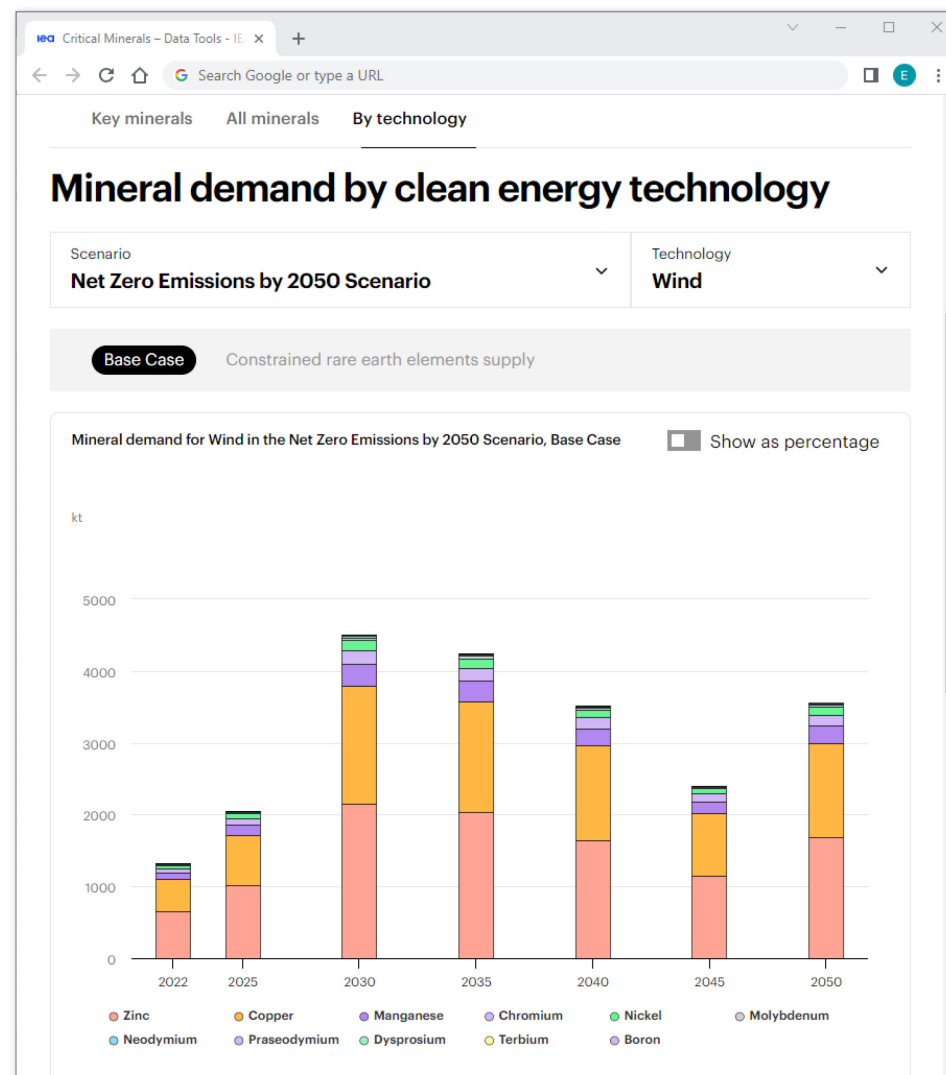 iea Critical Minerals – Data Tools - IE
Search Google or type a URL
E
Key minerals All minerals By technology
Mineral demand by clean energy technology
Scenario
Net Zero Emissions by 2050 Scenario
Technology
Wind
Base Case Constrained rare earth elements supply
Mineral demand for Wind in the Net Zero Emissions by 2050 Scenario, Base Case
Show as percentage
kt
5000
4000
3000
2000
1000
0
2022 2025 2030 2035 2040 2045 2050
Zinc Copper Manganese Chromium Nickel Molybdenum
Neodymium Praseodymium Dysprosium Terbium Boron